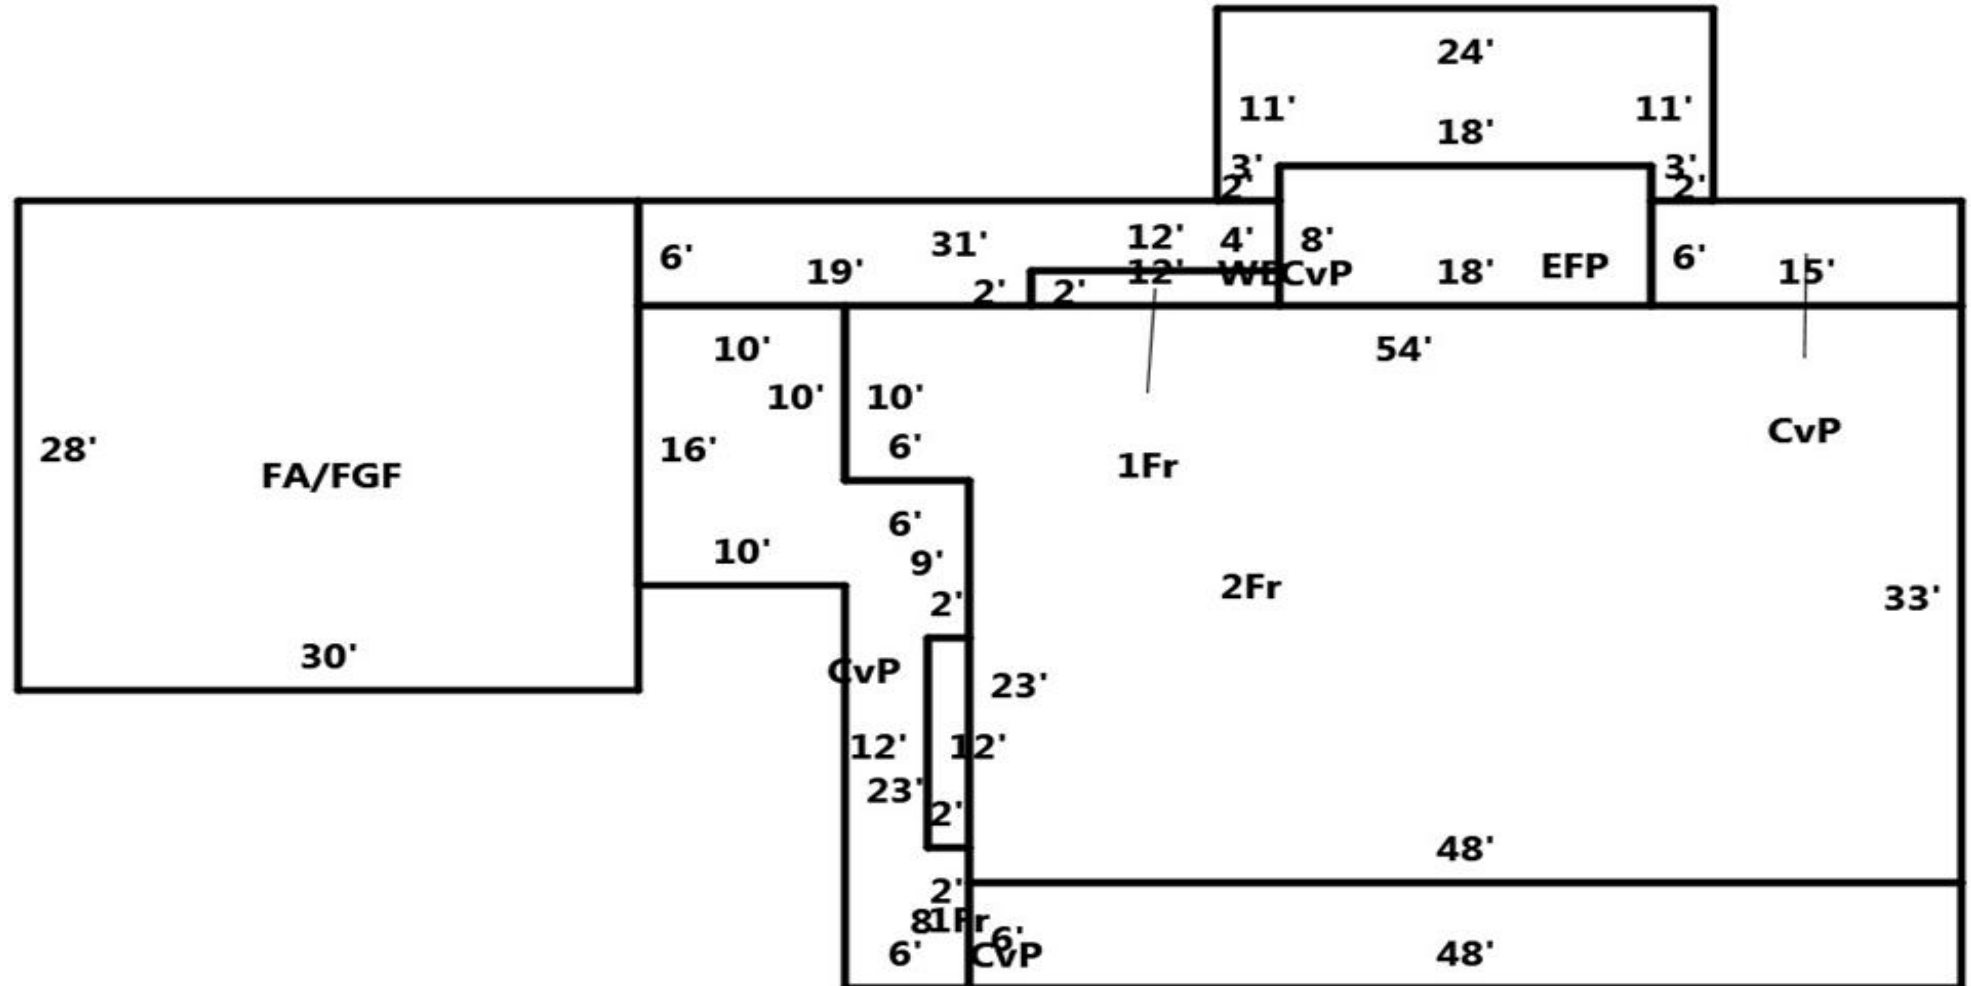 24'
11' 11'
18'
3' 3'
2' 2'
31' 12' 4' 8'
6' EFP 6'
19' 12' CvP 18' 15'
2' 2'
10' 54'
10' 10'
CvP
6'
28' 16' 1Fr
FA/FGF
6'
10' 9'
2Fr
2' 33'
30' CvP
23'
12' 12'
23'
2'
48'
2'
8 1Fr
6'
6' CvP 48'